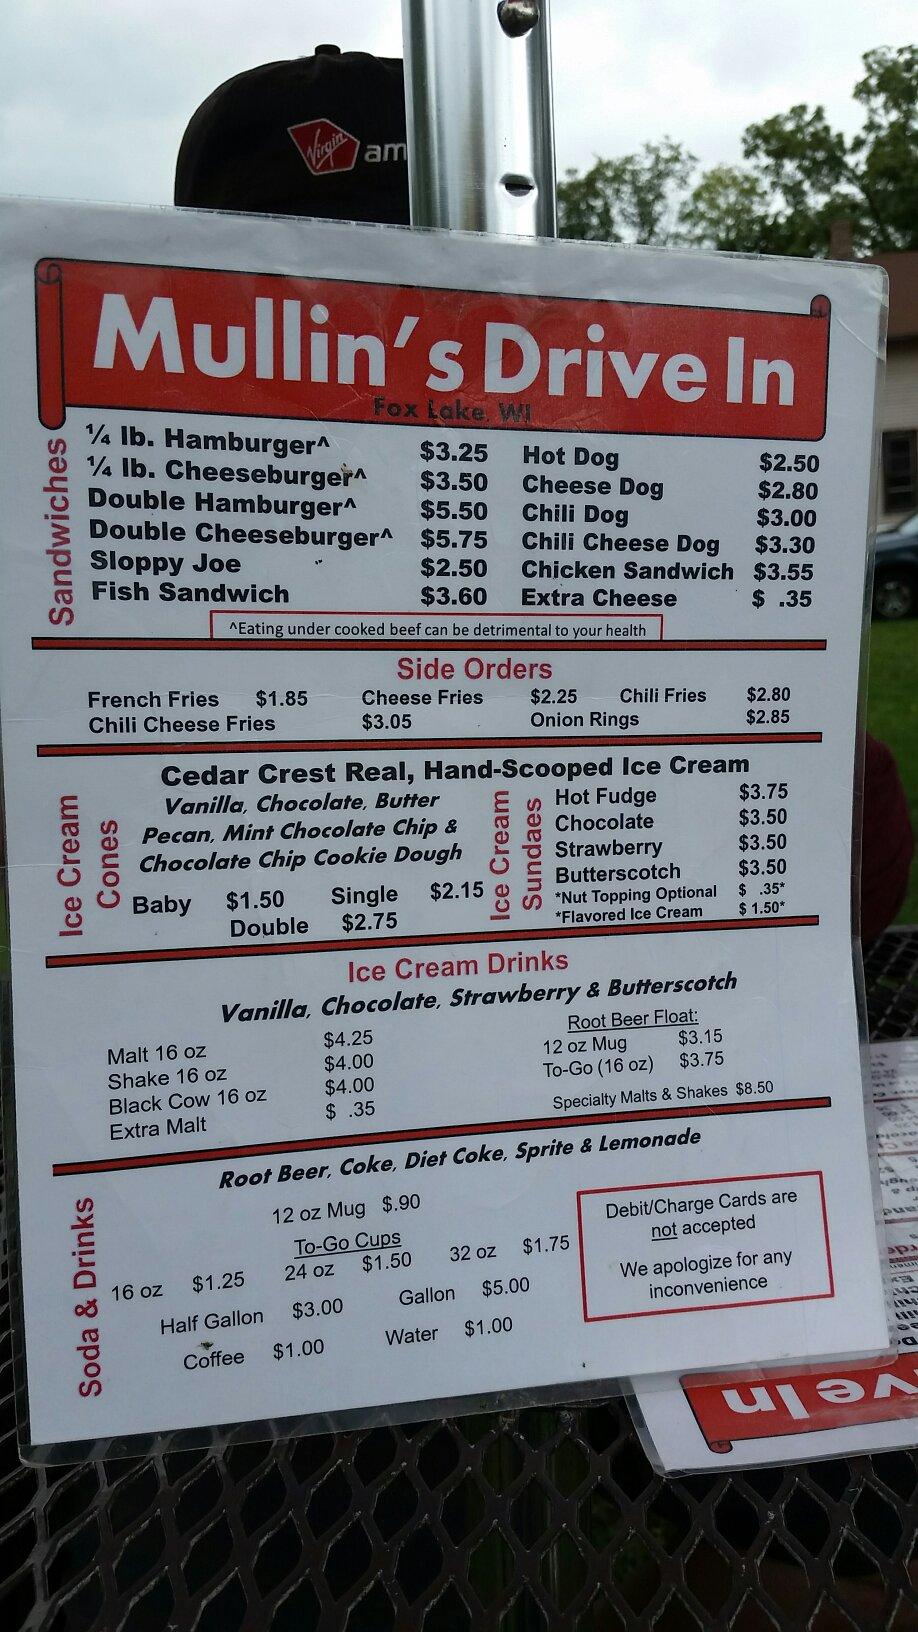 Virgin am
Mullin's Drive In
Fox Lake, WI
Sandwiches
¼ lb. Hamburger^ $3.25 Hot Dog $2.50
¼ lb. Cheeseburger^ $3.50 Cheese Dog $2.80
Double Hamburger^ $5.50 Chili Dog $3.00
Double Cheeseburger^ $5.75 Chili Cheese Dog $3.30
Sloppy Joe $2.50 Chicken Sandwich $3.55
Fish Sandwich $3.60 Extra Cheese $ .35
^Eating under cooked beef can be detrimental to your health
Side Orders
French Fries $1.85 Cheese Fries $2.25 Chili Fries $2.80
Chili Cheese Fries $3.05 Onion Rings $2.85
Cedar Crest Real, Hand-Scooped Ice Cream
Ice Cream
Cones
Vanilla, Chocolate, Butter
Pecan, Mint Chocolate Chip &
Chocolate Chip Cookie Dough
Baby $1.50 Single $2.15
Double $2.75
Ice Cream
Sundaes
Hot Fudge $3.75
Chocolate $3.50
Strawberry $3.50
Butterscotch $3.50
*Nut Topping Optional $ .35*
*Flavored Ice Cream $ 1.50*
Ice Cream Drinks
Vanilla, Chocolate, Strawberry & Butterscotch
Malt 16 oz $4.25
Shake 16 oz $4.00
Black Cow 16 oz $4.00
Extra Malt $ .35
Root Beer Float:
12 oz Mug $3.15
To-Go (16 oz) $3.75
Specialty Malts & Shakes $8.50
Soda & Drinks
Root Beer, Coke, Diet Coke, Sprite & Lemonade
12 oz Mug $.90
To-Go Cups
16 oz $1.25 24 oz $1.50 32 oz $1.75
Half Gallon $3.00 Gallon $5.00
Coffee $1.00 Water $1.00
Debit/Charge Cards are
not accepted
We apologize for any
inconvenience
ve In